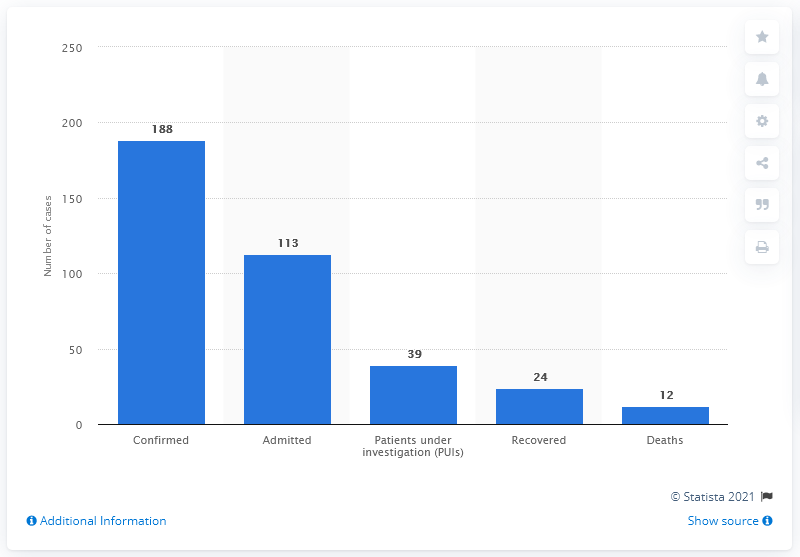 250
200
150
100
50
0
Number of cases
188
113
39
24
12
Confirmed
Admitted
Patients under
investigation (PUIs)
Recovered
Deaths
© Statista 2021
Additional Information
Show source